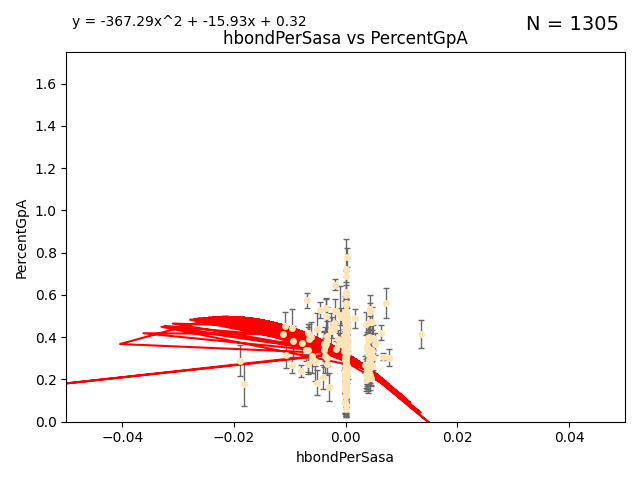 y = -367.29x^2 + -15.93x + 0.32
N = 1305
hbondPerSasa vs PercentGpA
1.6
1.4
1.2
1.0
0.8
0.6
0.4
0.2
0.0
PercentGpA
−0.04
−0.02
0.00
0.02
0.04
hbondPerSasa